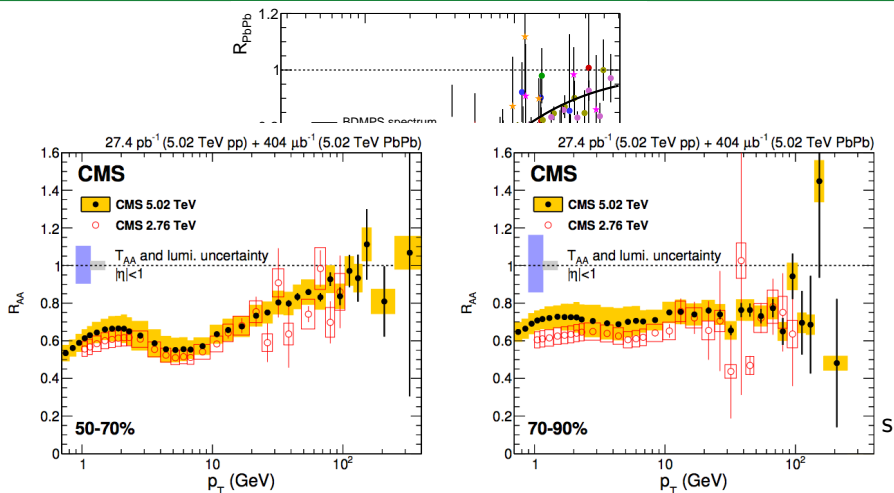 1.2
R_PbPb
1
BDMPS spectrum
27.4 pb⁻¹ (5.02 TeV pp) + 404 μb⁻¹ (5.02 TeV PbPb)
CMS
CMS 5.02 TeV
CMS 2.76 TeV
T_AA and lumi. uncertainty
|η|<1
R_AA
1.6
1.4
1.2
1
0.8
0.6
0.4
0.2
0
50-70%
1
10
10²
p_T (GeV)
27.4 pb⁻¹ (5.02 TeV pp) + 404 μb⁻¹ (5.02 TeV PbPb)
CMS
CMS 5.02 TeV
CMS 2.76 TeV
T_AA and lumi. uncertainty
|η|<1
R_AA
1.6
1.4
1.2
1
0.8
0.6
0.4
0.2
0
70-90%
1
10
10²
p_T (GeV)
s